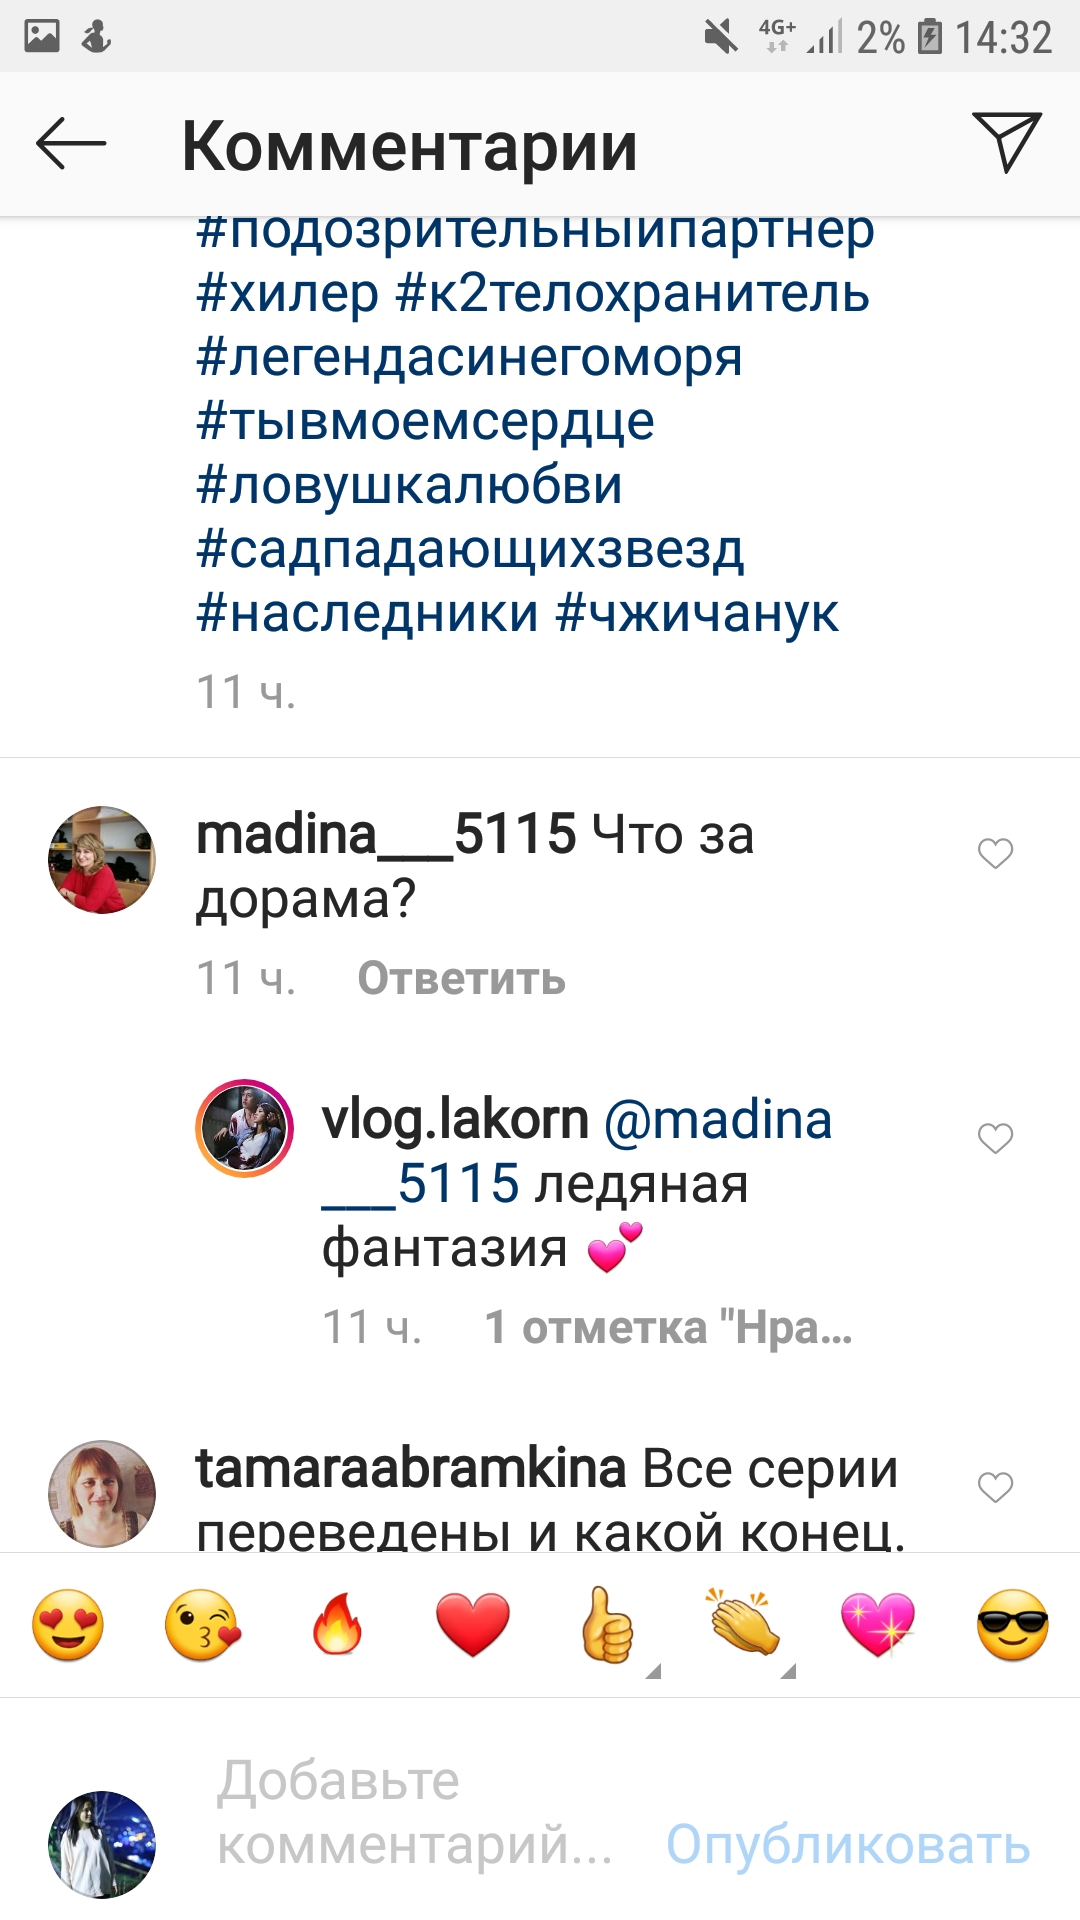 4G+ 2% 14:32
Комментарии
#подозрительныйпартнер
#хилер #к2телохранитель
#легендасинегоморя
#тывмоемсердце
#ловушкалюбви
#садпадающихзвезд
#наследники #чжичанук
11 ч.
madina___5115 Что за
дорама?
11 ч. Ответить
vlog.lakorn @madina
___5115 ледяная
фантазия 💕
11 ч. 1 отметка "Нра...
tamaraabramkina Все серии
переведены и какой конец.
Добавьте
комментарий... Опубликовать